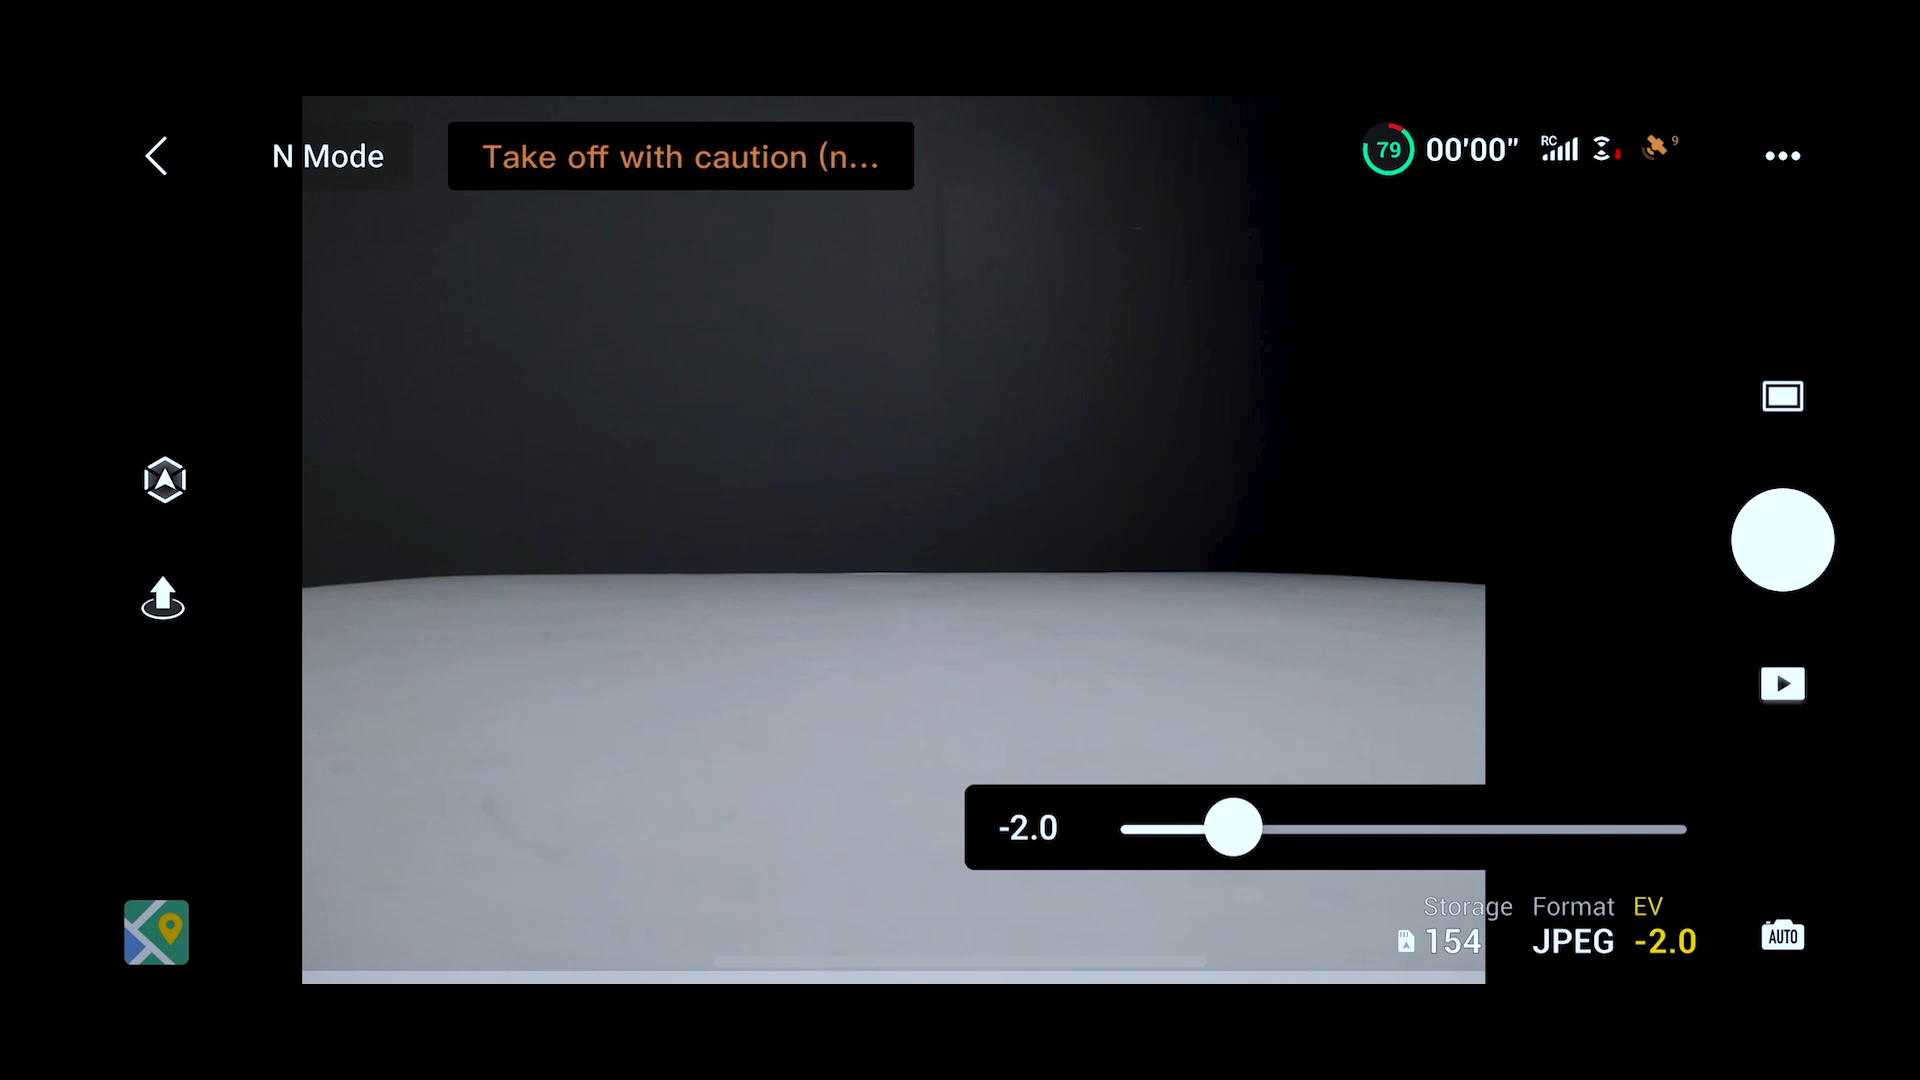 N Mode
Take off with caution (n...
79
00'00"
RC
9
-2.0
Storage
Format
EV
154
JPEG
-2.0
AUTO